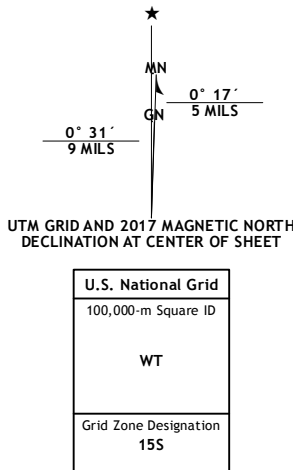 MN
0° 17´
5 MILS
GN
0° 31´
9 MILS
UTM GRID AND 2017 MAGNETIC NORTH
DECLINATION AT CENTER OF SHEET
U.S. National Grid
100,000-m Square ID
WT
Grid Zone Designation
15S